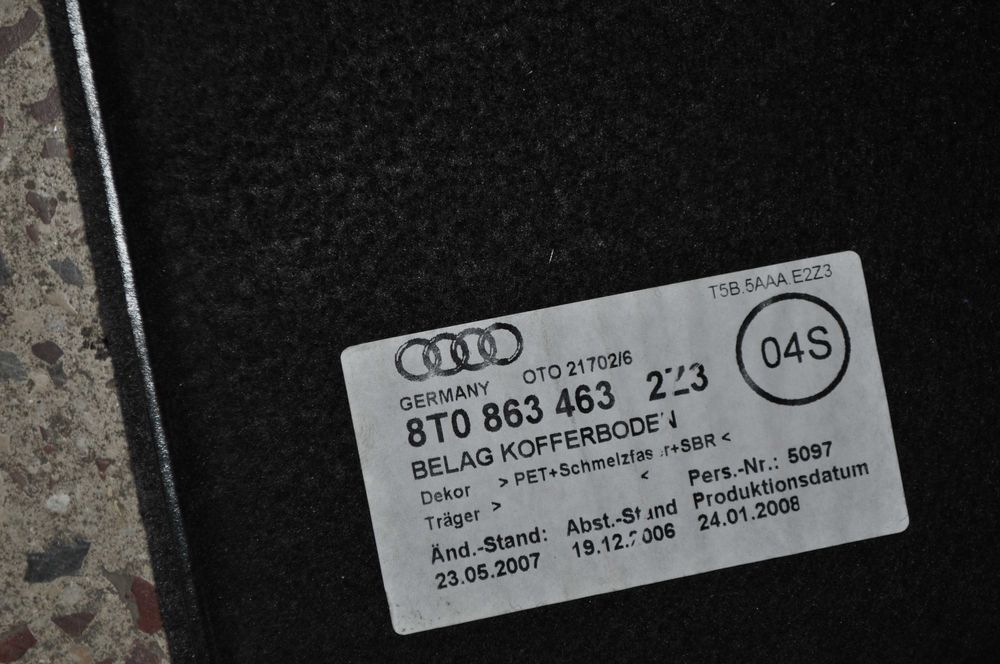 T5B.5AAA.E2Z3
04S
GERMANY OTO 21702/6
8T0 863 463 2Z3
BELAG KOFFERBODEN
Dekor > PET+Schmelzfaser+SBR <
Träger > <
Pers.-Nr.: 5097
Änd.-Stand: Abst.-Stand Produktionsdatum
23.05.2007 19.12.2006 24.01.2008